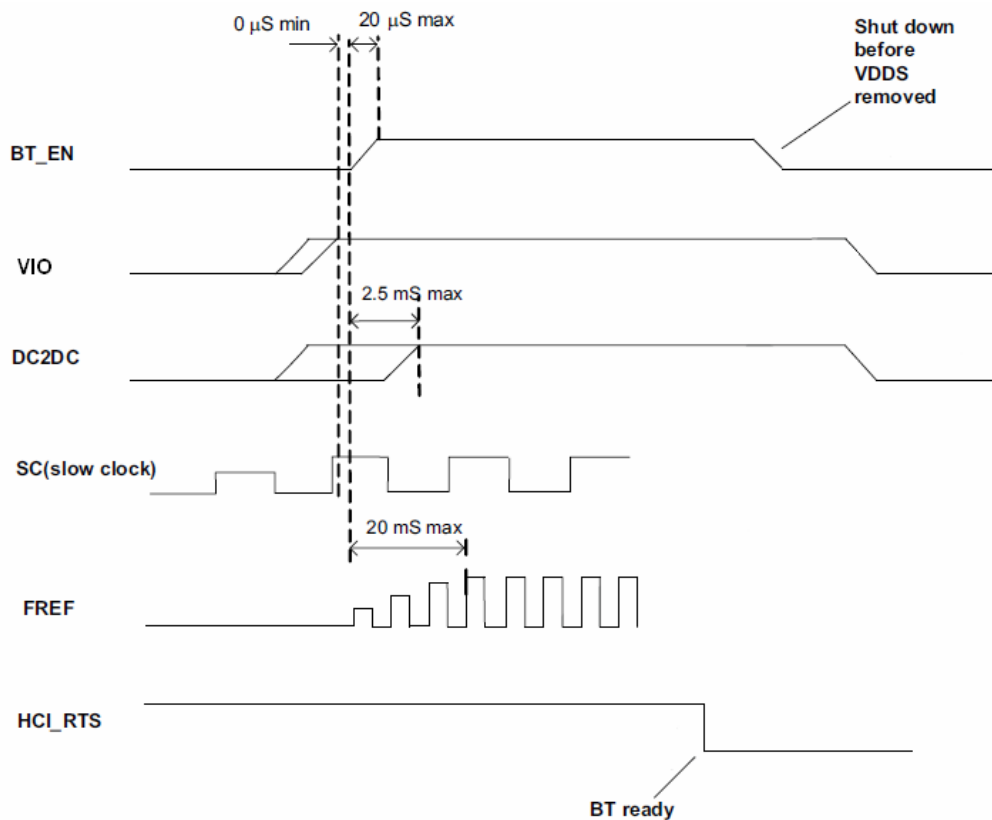 0 μS min
20 μS max
Shut down
before
VDDS
removed
BT_EN
VIO
2.5 mS max
DC2DC
SC(slow clock)
20 mS max
FREF
HCI_RTS
BT ready